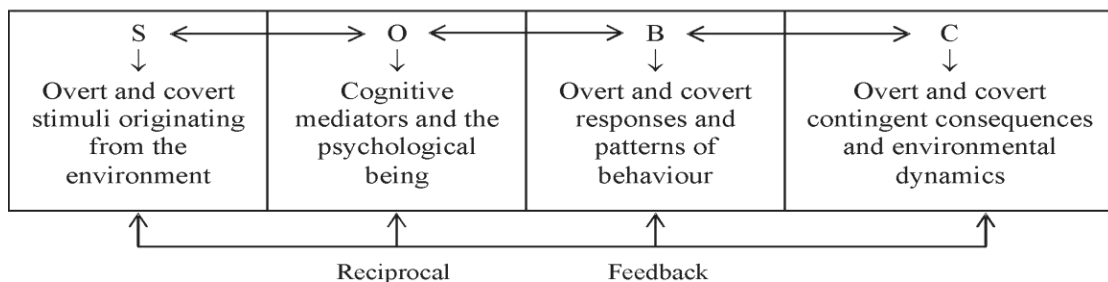 S O B C
Overt and covert
stimuli originating
from the
environment
Cognitive
mediators and the
psychological
being
Overt and covert
responses and
patterns of
behaviour
Overt and covert
contingent consequences
and environmental
dynamics
Reciprocal Feedback